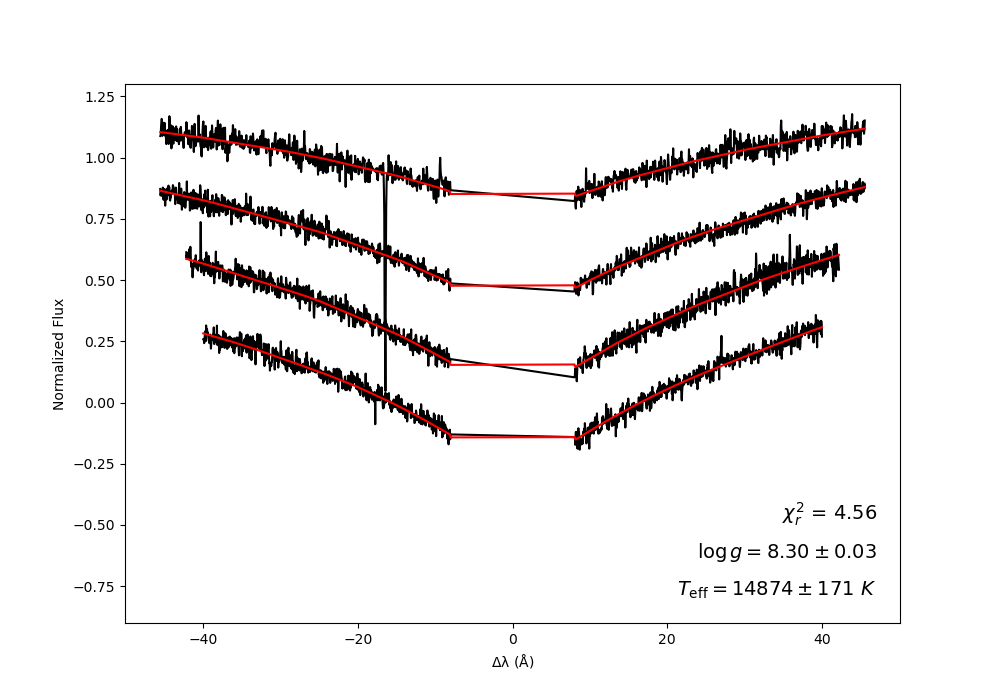 1.25
1.00
0.75
0.50
0.25
0.00
−0.25
−0.50
−0.75
Normalized Flux
χ²ᵣ = 4.56
log g = 8.30 ± 0.03
T_eff = 14874 ± 171 K
−40 −20 0 20 40
Δλ (Å)